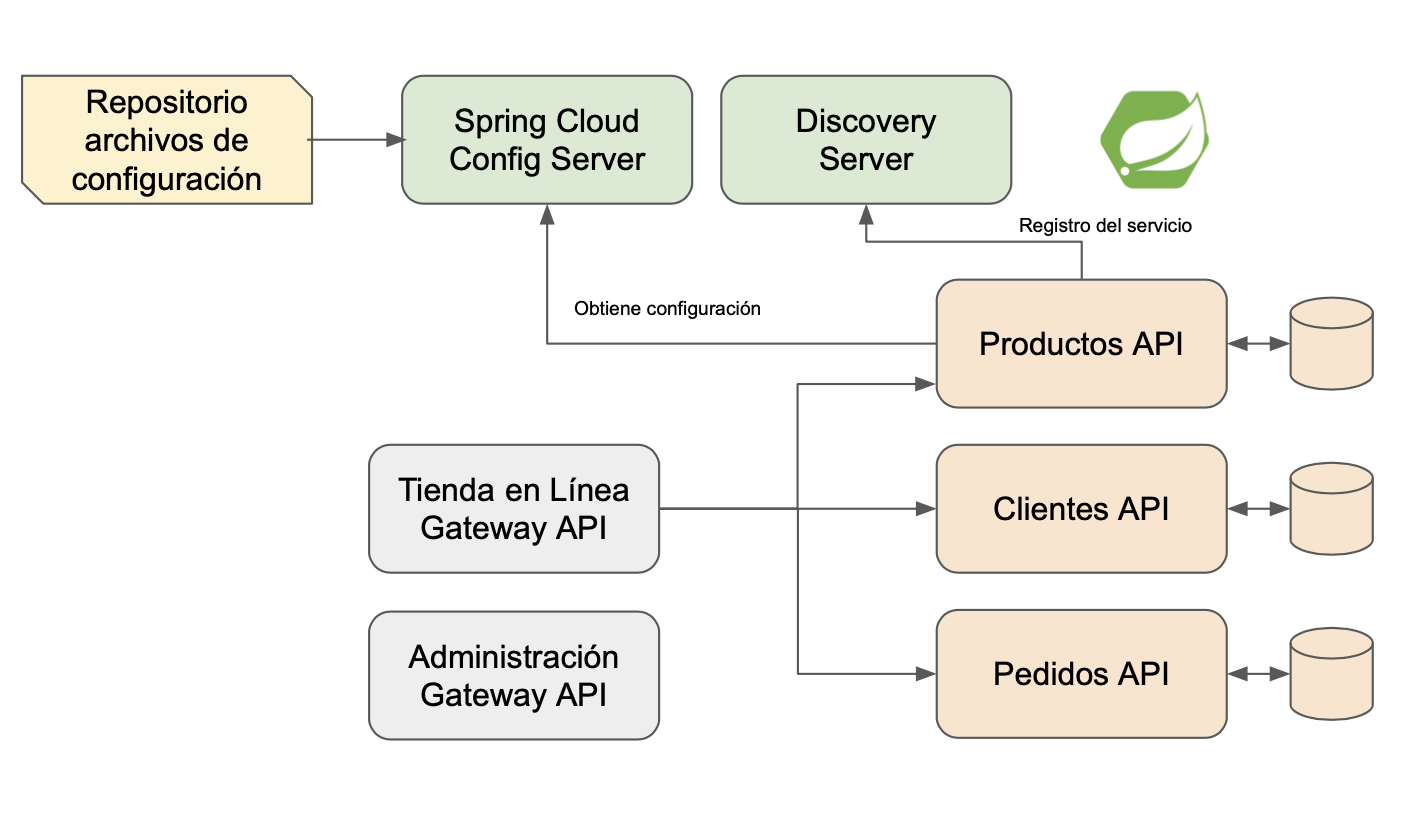 Repositorio
archivos de
configuración
Spring Cloud
Config Server
Discovery
Server
Registro del servicio
Obtiene configuración
Productos API
Tienda en Línea
Gateway API
Clientes API
Administración
Gateway API
Pedidos API